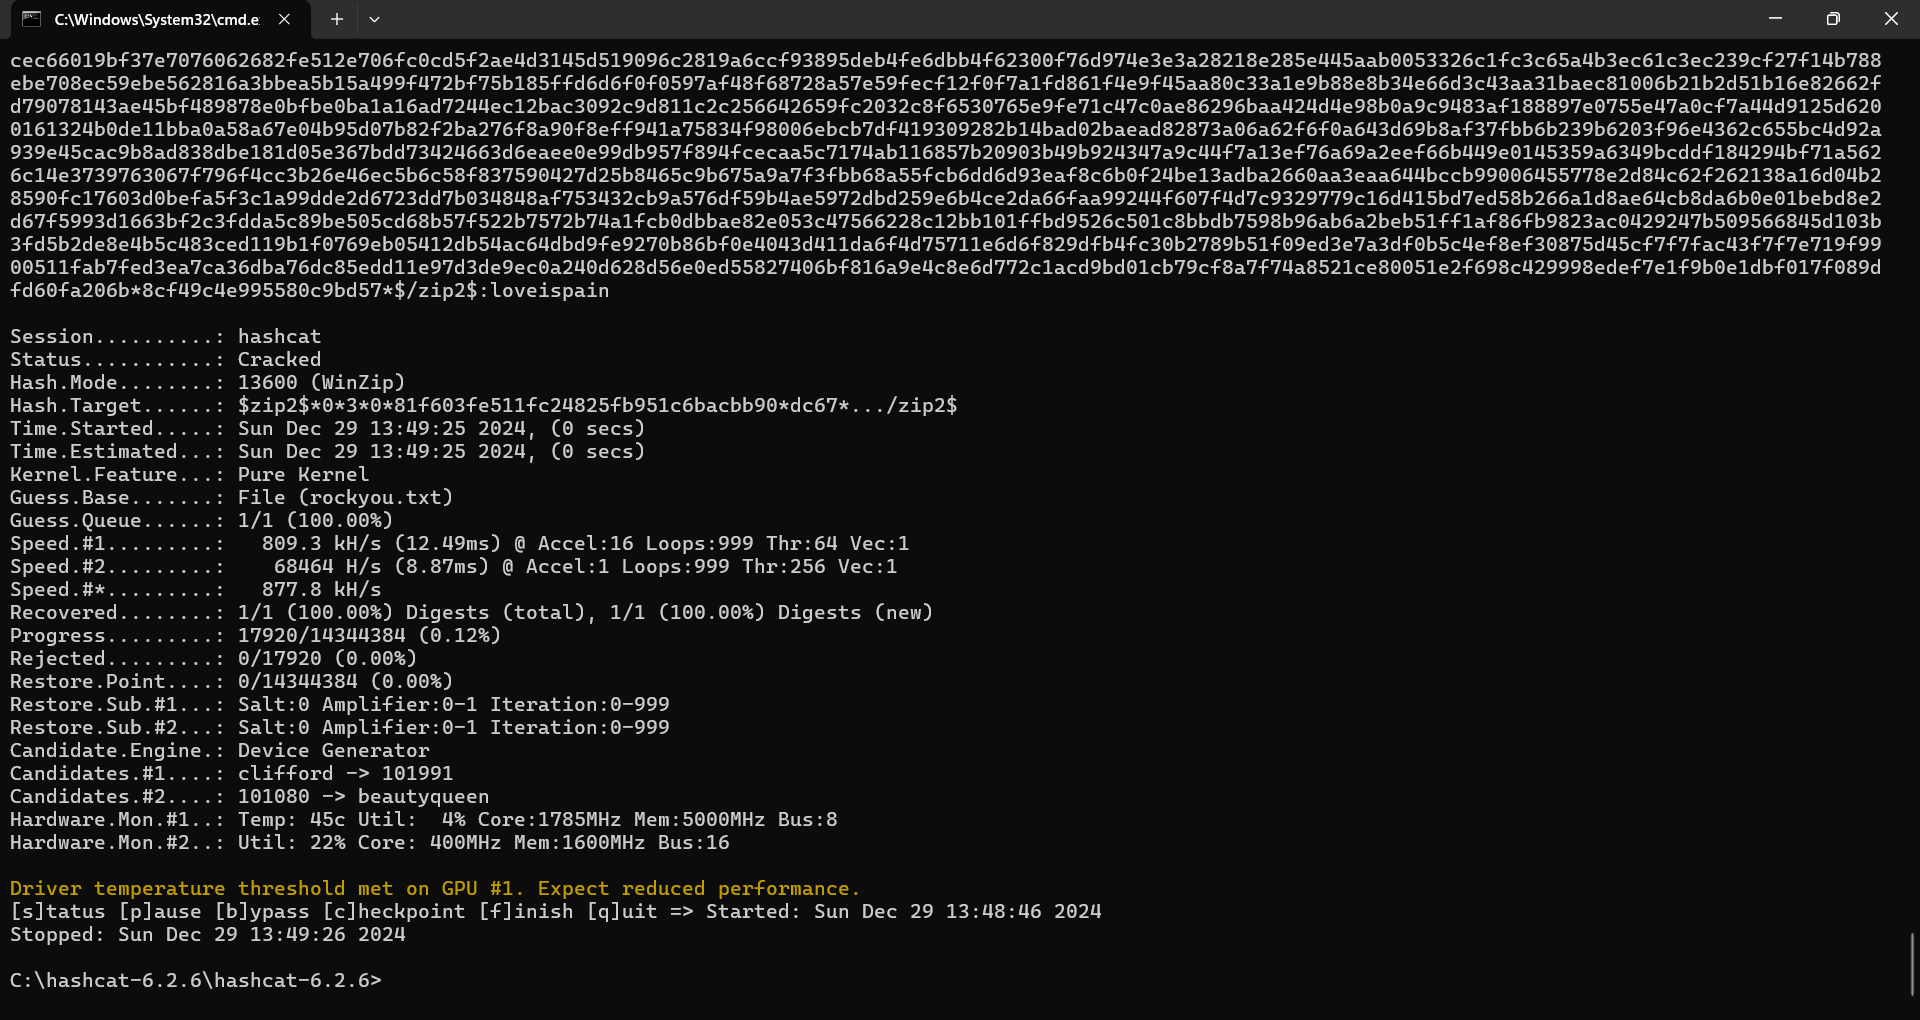 C:\Windows\System32\cmd.e
cec66019bf37e7076062682fe512e706fc0cd5f2ae4d3145d519096c2819a6ccf93895deb4fe6dbb4f62300f76d974e3e3a28218e285e445aab0053326c1fc3c65a4b3ec61c3ec239cf27f14b788
ebe708ec59ebe562816a3bbea5b15a499f472bf75b185ffd6d6f0f0597af48f68728a57e59fecf12f0f7a1fd861f4e9f45aa80c33a1e9b88e8b34e66d3c43aa31baec81006b21b2d51b16e82662f
d79078143ae45bf489878e0bfbe0ba1a16ad7244ec12bac3092c9d811c2c256642659fc2032c8f6530765e9fe71c47c0ae86296baa424d4e98b0a9c9483af188897e0755e47a0cf7a44d9125d620
0161324b0de11bba0a58a67e04b95d07b82f2ba276f8a90f8eff941a75834f98006ebcb7df419309282b14bad02baead82873a06a62f6f0a643d69b8af37fbb6b239b6203f96e4362c655bc4d92a
939e45cac9b8ad838dbe181d05e367bdd73424663d6eaee0e99db957f894fcecaa5c7174ab116857b20903b49b924347a9c44f7a13ef76a69a2eef66b449e0145359a6349bcddf184294bf71a562
6c14e3739763067f796f4cc3b26e46ec5b6c58f837590427d25b8465c9b675a9a7f3fbb68a55fcb6dd6d93eaf8c6b0f24be13adba2660aa3eaa644bccb99006455778e2d84c62f262138a16d04b2
8590fc17603d0befa5f3c1a99dde2d6723dd7b034848af753432cb9a576df59b4ae5972dbd259e6b4ce2da66faa99244f607f4d7c9329779c16d415bd7ed58b266a1d8ae64cb8da6b0e01bebd8e2
d67f5993d1663bf2c3fdda5c89be505cd68b57f522b7572b74a1fcb0dbbae82e053c47566228c12bb101ffbd9526c501c8bbdb7598b96ab6a2beb51ff1af86fb9823ac0429247b509566845d103b
3fd5b2de8e4b5c483ced119b1f0769eb05412db54ac64dbd9fe9270b86bf0e4043d411da6f4d75711e6d6f829dfb4fc30b2789b51f09ed3e7a3df0b5c4ef8ef30875d45cf7f7fac43f7f7e719f99
00511fab7fed3ea7ca36dba76dc85edd11e97d3de9ec0a240d628d56e0ed55827406bf816a9e4c8e6d772c1acd9bd01cb79cf8a7f74a8521ce80051e2f698c429998edef7e1f9b0e1dbf017f089d
fd60fa206b*8cf49c4e995580c9bd57*$/zip2$:loveispain
Session..........: hashcat
Status...........: Cracked
Hash.Mode........: 13600 (WinZip)
Hash.Target......: $zip2$*0*3*0*81f603fe511fc24825fb951c6bacbb90*dc67*.../zip2$
Time.Started.....: Sun Dec 29 13:49:25 2024, (0 secs)
Time.Estimated...: Sun Dec 29 13:49:25 2024, (0 secs)
Kernel.Feature...: Pure Kernel
Guess.Base.......: File (rockyou.txt)
Guess.Queue......: 1/1 (100.00%)
Speed.#1.........:   809.3 kH/s (12.49ms) @ Accel:16 Loops:999 Thr:64 Vec:1
Speed.#2.........:    68464 H/s (8.87ms) @ Accel:1 Loops:999 Thr:256 Vec:1
Speed.#*.........:   877.8 kH/s
Recovered........: 1/1 (100.00%) Digests (total), 1/1 (100.00%) Digests (new)
Progress.........: 17920/14344384 (0.12%)
Rejected.........: 0/17920 (0.00%)
Restore.Point....: 0/14344384 (0.00%)
Restore.Sub.#1...: Salt:0 Amplifier:0-1 Iteration:0-999
Restore.Sub.#2...: Salt:0 Amplifier:0-1 Iteration:0-999
Candidate.Engine.: Device Generator
Candidates.#1....: clifford -> 101991
Candidates.#2....: 101080 -> beautyqueen
Hardware.Mon.#1..: Temp: 45c Util:  4% Core:1785MHz Mem:5000MHz Bus:8
Hardware.Mon.#2..: Util: 22% Core: 400MHz Mem:1600MHz Bus:16
Driver temperature threshold met on GPU #1. Expect reduced performance.
[s]tatus [p]ause [b]ypass [c]heckpoint [f]inish [q]uit => Started: Sun Dec 29 13:48:46 2024
Stopped: Sun Dec 29 13:49:26 2024
C:\hashcat-6.2.6\hashcat-6.2.6>